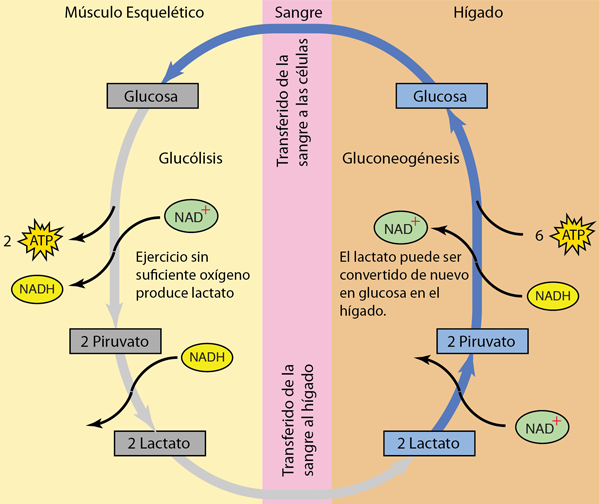 Músculo Esquelético
Sangre
Hígado
Transferido de la
sangre a las células
Glucosa
Glucosa
Glucólisis
Gluconeogénesis
NAD+
2 ATP
NADH
Ejercicio sin
suficiente oxígeno
produce lactato
NAD+
6 ATP
NADH
El lactato puede ser
convertido de nuevo
en glucosa en el
hígado.
2 Piruvato
2 Piruvato
NADH
NAD+
2 Lactato
2 Lactato
Transferido de la
sangre al hígado